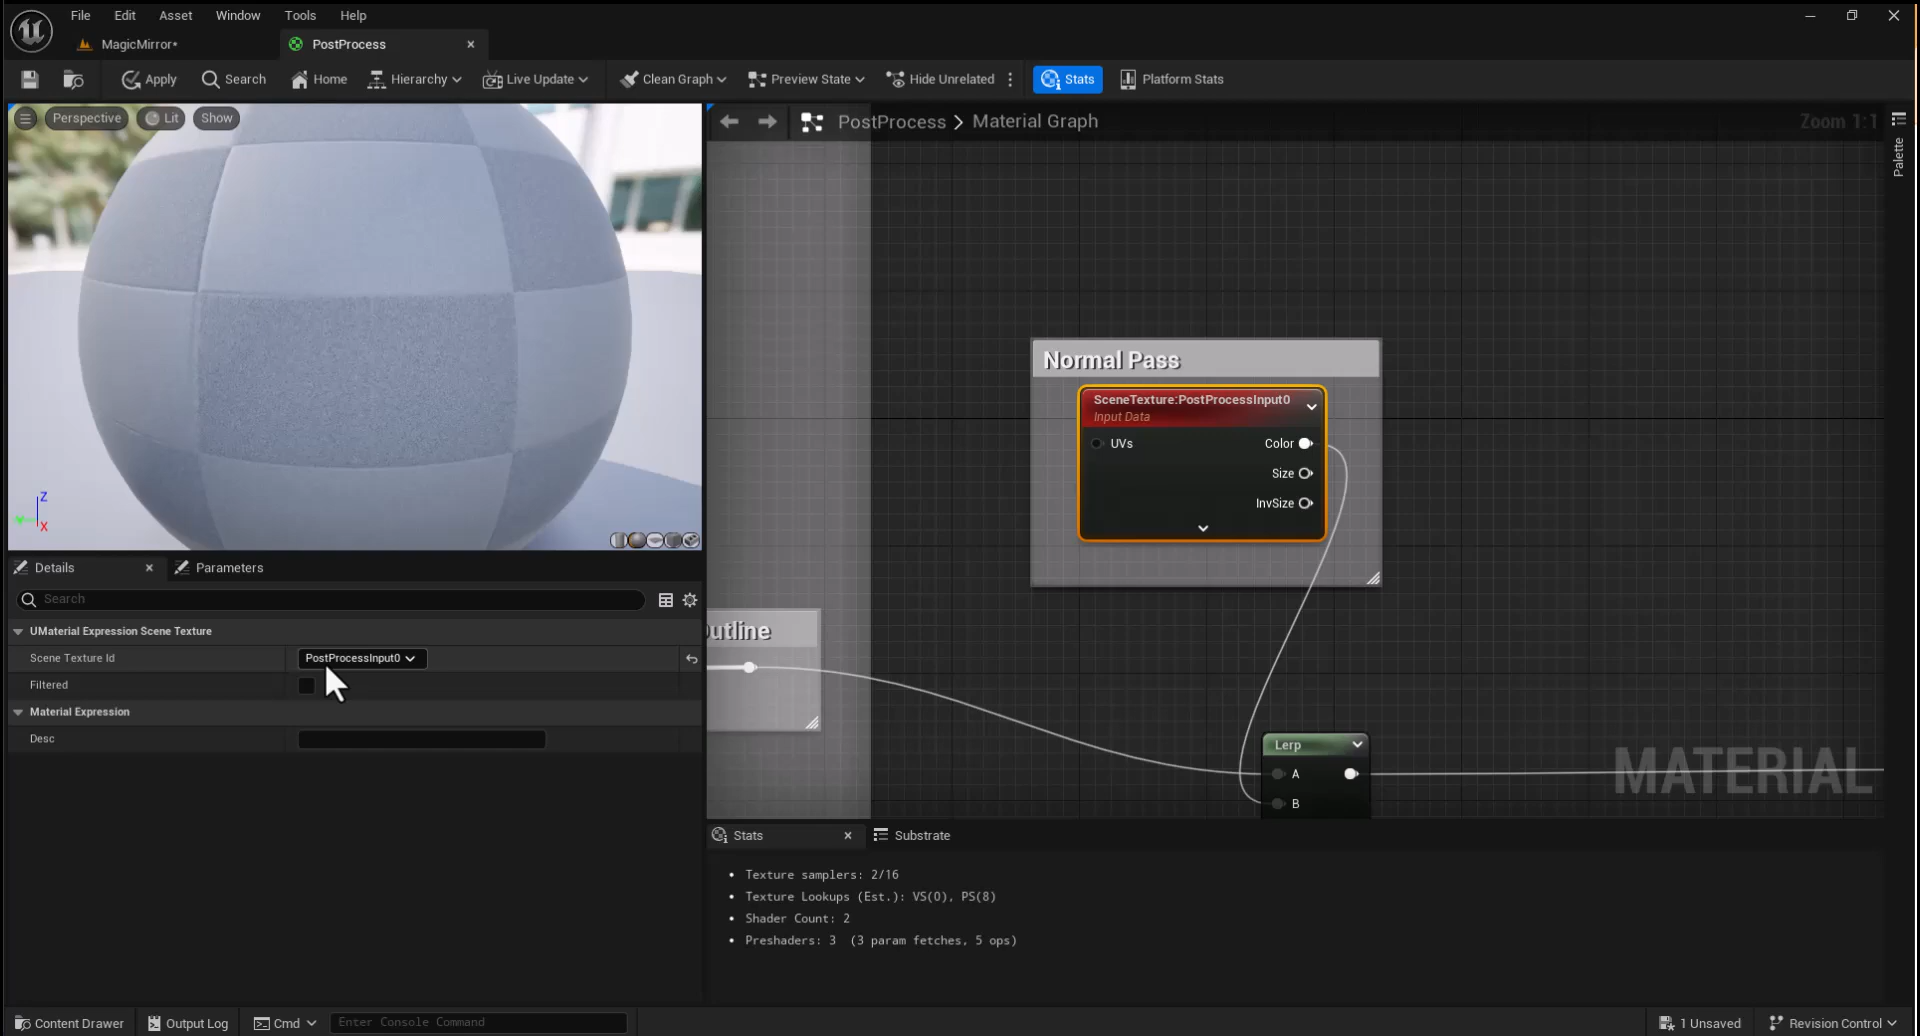 File Edit Asset Window Tools Help
MagicMirror*
PostProcess
Apply Search Home Hierarchy Live Update Clean Graph Preview State Hide Unrelated Stats Platform Stats
Perspective Lit Show
PostProcess > Material Graph
Zoom 1:1
Palette
Normal Pass
SceneTexture:PostProcessInput0
Input Data
UVs Color
Size
InvSize
Z
X
Details Parameters
Search
UMaterial Expression Scene Texture
Scene Texture Id PostProcessInput0
Filtered
Material Expression
Desc
utline
Lerp
A
B
MATERIAL
Stats Substrate
• Texture samplers: 2/16
• Texture Lookups (Est.): VS(0), PS(8)
• Shader Count: 2
• Preshaders: 3 (3 param fetches, 5 ops)
Content Drawer Output Log Cmd Enter Console Command 1 Unsaved Revision Control